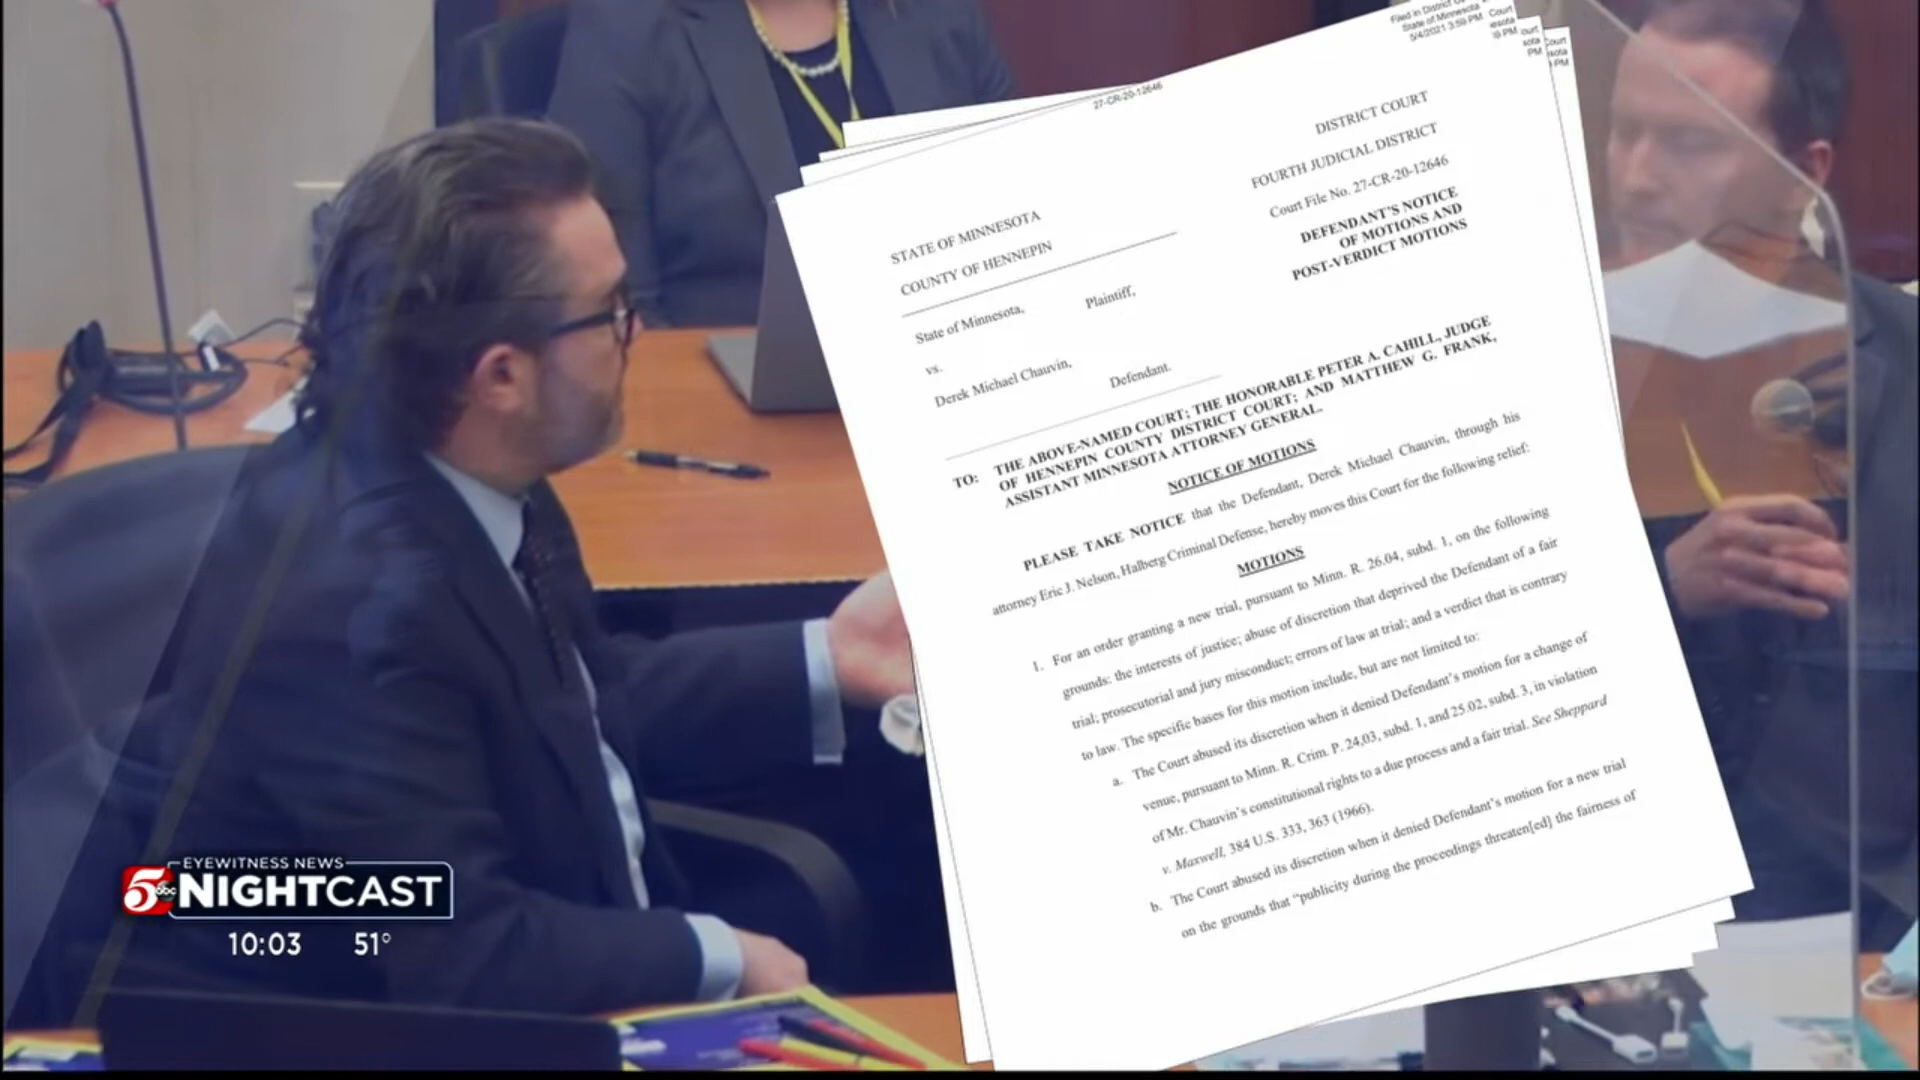 Filed in District Court
State of Minnesota
5/4/2021 3:59 PM
27-CR-20-12646
DISTRICT COURT
FOURTH JUDICIAL DISTRICT
Court File No. 27-CR-20-12646
DEFENDANT'S NOTICE
OF MOTIONS AND
POST-VERDICT MOTIONS
STATE OF MINNESOTA
COUNTY OF HENNEPIN
State of Minnesota,
Plaintiff,
vs.
Derek Michael Chauvin,
Defendant.
TO: THE ABOVE-NAMED COURT; THE HONORABLE PETER A. CAHILL, JUDGE
OF HENNEPIN COUNTY DISTRICT COURT; AND MATTHEW G. FRANK,
ASSISTANT MINNESOTA ATTORNEY GENERAL.
NOTICE OF MOTIONS
PLEASE TAKE NOTICE that the Defendant, Derek Michael Chauvin, through his
attorney Eric J. Nelson, Halberg Criminal Defense, hereby moves this Court for the following relief:
MOTIONS
1. For an order granting a new trial, pursuant to Minn. R. 26.04, subd. 1, on the following
grounds: the interests of justice; abuse of discretion that deprived the Defendant of a fair
trial; prosecutorial and jury misconduct; errors of law at trial; and a verdict that is contrary
to law. The specific bases for this motion include, but are not limited to:
a. The Court abused its discretion when it denied Defendant's motion for a change of
venue, pursuant to Minn. R. Crim. P. 24.03, subd. 1, and 25.02, subd. 3, in violation
of Mr. Chauvin's constitutional rights to a due process and a fair trial. See Sheppard
v. Maxwell, 384 U.S. 333, 363 (1966).
b. The Court abused its discretion when it denied Defendant's motion for a new trial
on the grounds that "publicity during the proceedings threaten[ed] the fairness of
EYEWITNESS NEWS
5 abc NIGHTCAST
10:03 51°